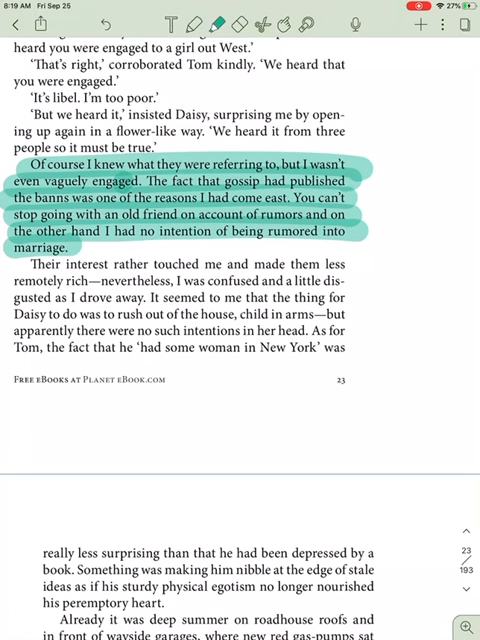 8:19 AM Fri Sep 25
27%
heard you were engaged to a girl out West.’
‘That’s right,’ corroborated Tom kindly. ‘We heard that
you were engaged.’
‘It’s libel. I’m too poor.’
‘But we heard it,’ insisted Daisy, surprising me by open-
ing up again in a flower-like way. ‘We heard it from three
people so it must be true.’
Of course I knew what they were referring to, but I wasn’t
even vaguely engaged. The fact that gossip had published
the banns was one of the reasons I had come east. You can’t
stop going with an old friend on account of rumors and on
the other hand I had no intention of being rumored into
marriage.
Their interest rather touched me and made them less
remotely rich—nevertheless, I was confused and a little dis-
gusted as I drove away. It seemed to me that the thing for
Daisy to do was to rush out of the house, child in arms—but
apparently there were no such intentions in her head. As for
Tom, the fact that he ‘had some woman in New York’ was
Free eBooks at Planet eBook.com 23
really less surprising than that he had been depressed by a
book. Something was making him nibble at the edge of stale
ideas as if his sturdy physical egotism no longer nourished
his peremptory heart.
Already it was deep summer on roadhouse roofs and
in front of wayside garages, where new red gas-pumps sat
23
193